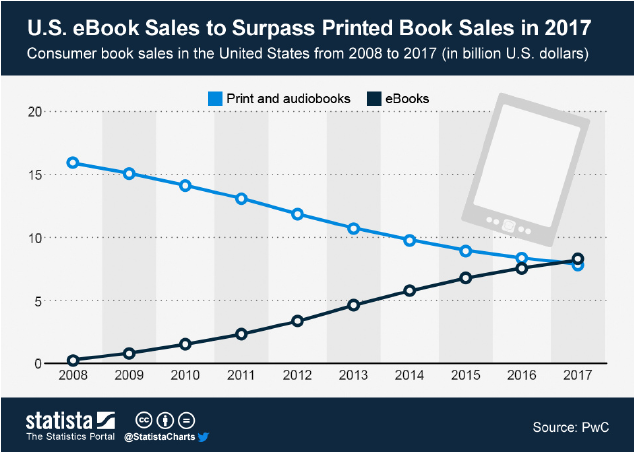 U.S. eBook Sales to Surpass Printed Book Sales in 2017
Consumer book sales in the United States from 2008 to 2017 (in billion U.S. dollars)
Print and audiobooks eBooks
20
15
10
5
0
2008 2009 2010 2011 2012 2013 2014 2015 2016 2017
statista
The Statistics Portal
cc
@StatistaCharts
Source: PwC